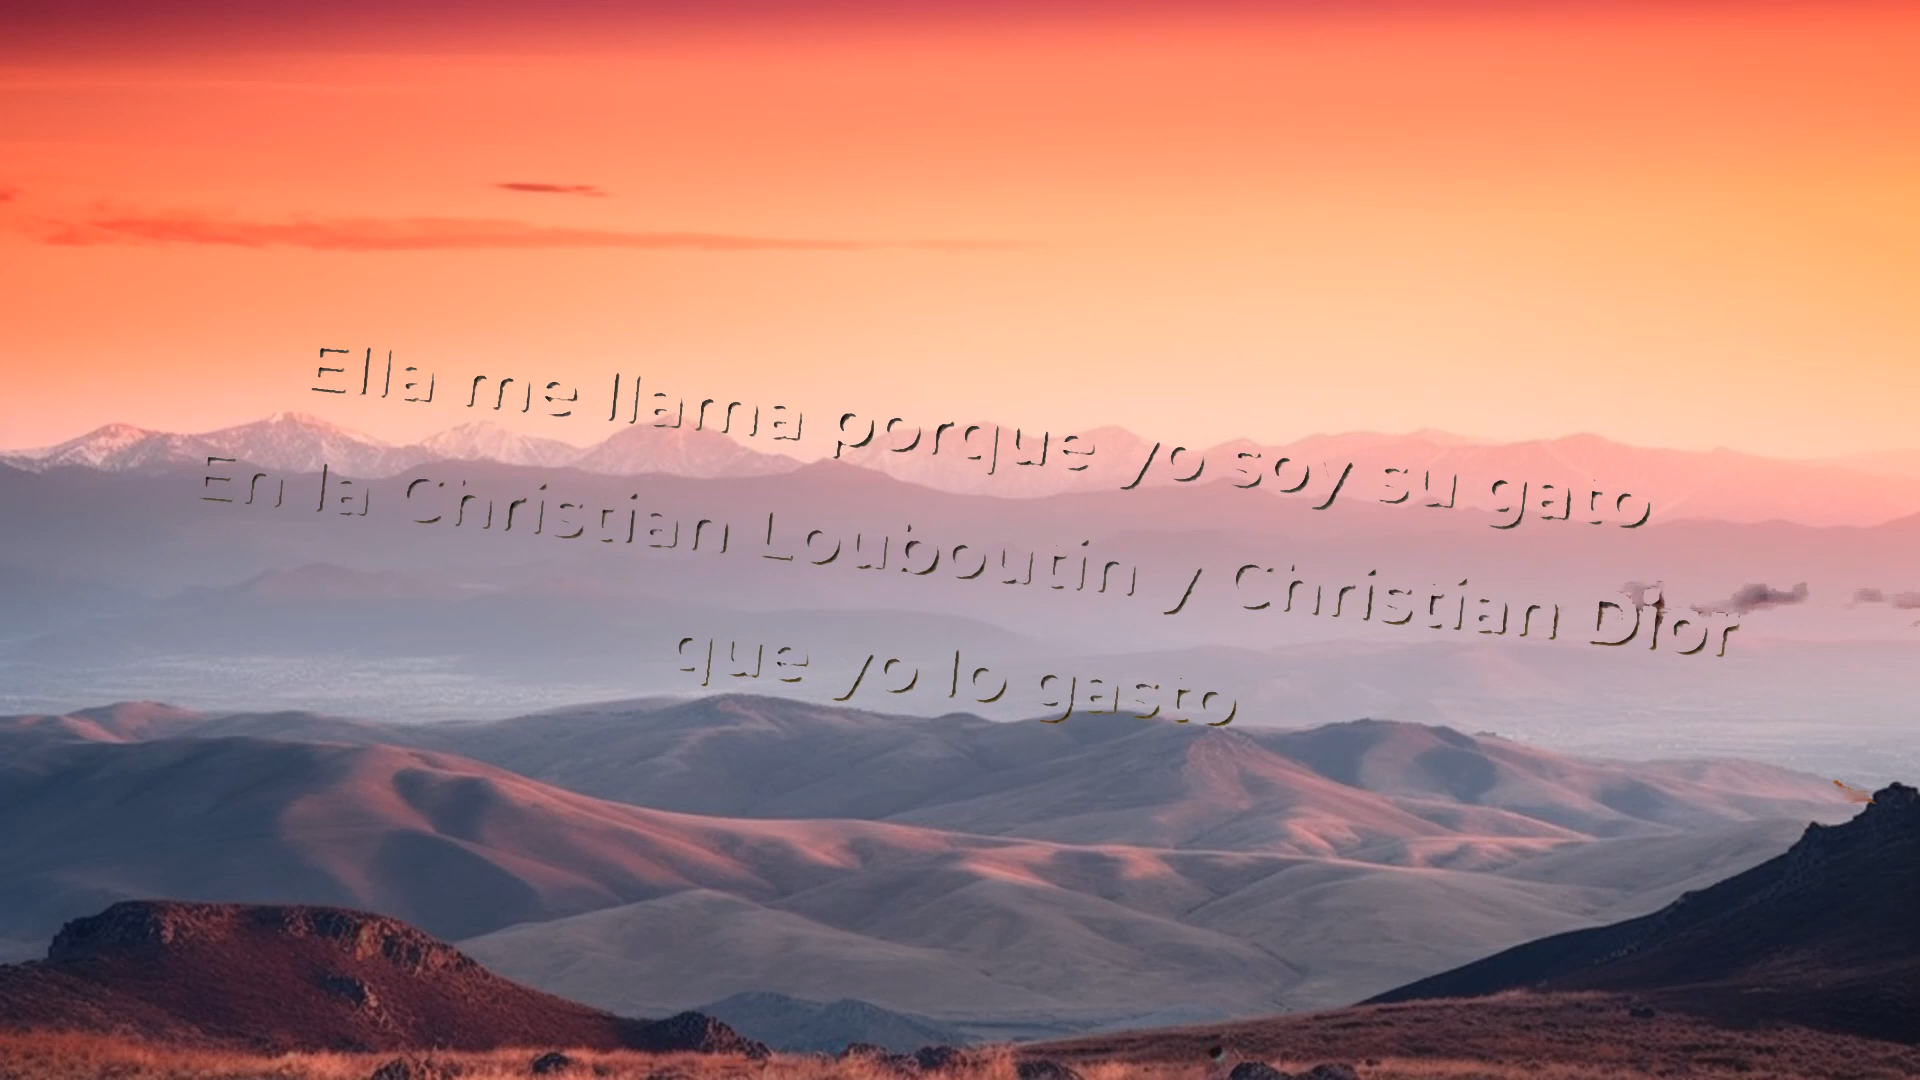 Ella me llama porque yo soy su gato
En la Christian Louboutin y Christian Dior
que yo lo gasto